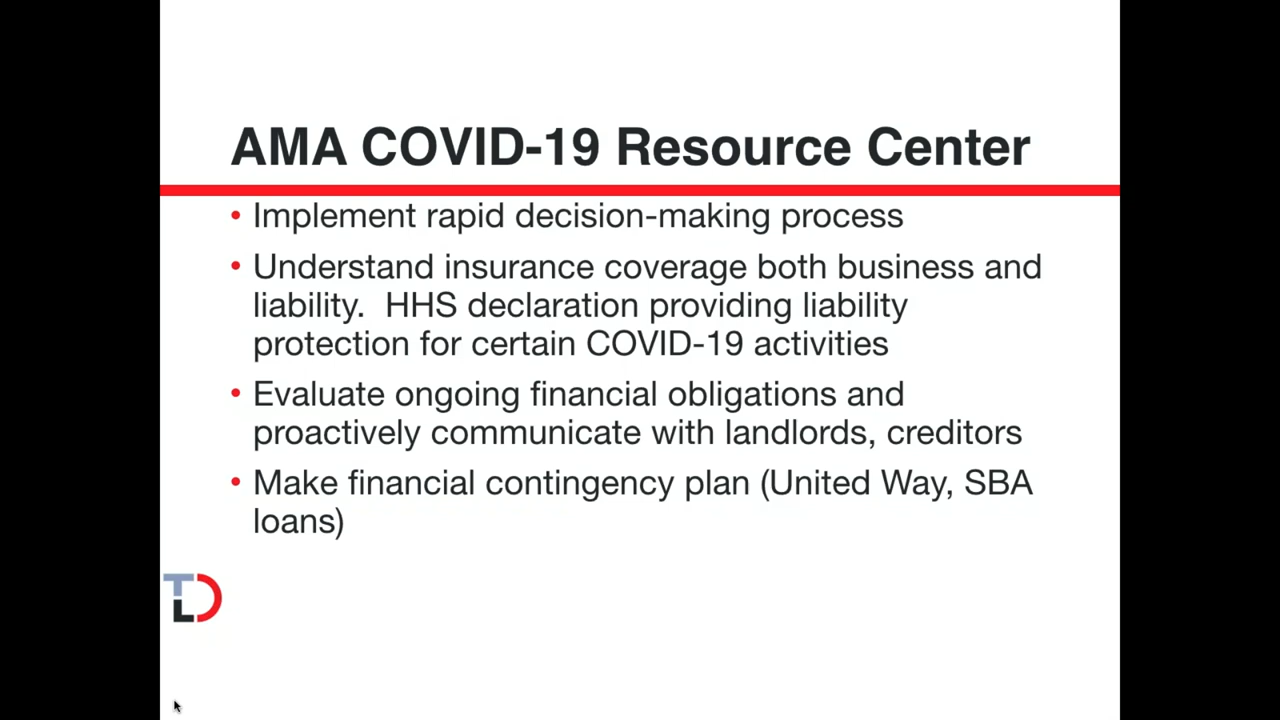 AMA COVID-19 Resource Center
• Implement rapid decision-making process
• Understand insurance coverage both business and
liability.  HHS declaration providing liability
protection for certain COVID-19 activities
• Evaluate ongoing financial obligations and
proactively communicate with landlords, creditors
• Make financial contingency plan (United Way, SBA
loans)
TLD